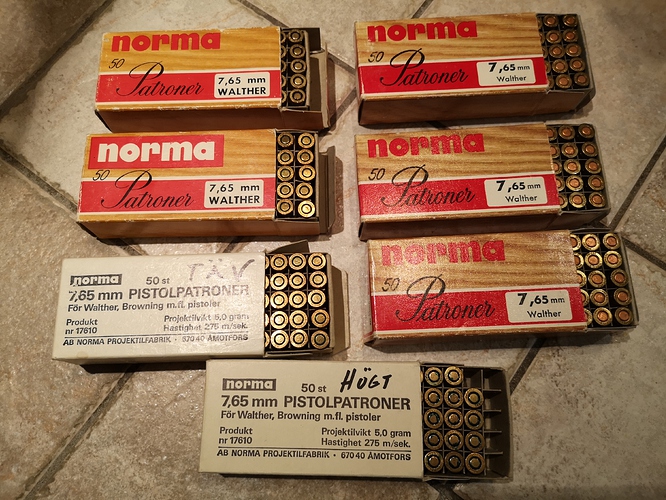 norma
50
Patroner
7,65 mm
WALTHER
norma
50
Patroner
7,65 mm
Walther
norma
50
Patroner
7,65 mm
WALTHER
norma
50
Patroner
7,65 mm
Walther
norma
50
Patroner
7,65 mm
Walther
norma
50 st TÄV
7,65 mm PISTOLPATRONER
För Walther, Browning m.fl. pistoler
Produkt Projektilvikt 5,0 gram
nr 17610 Hastighet 275 m/sek.
AB NORMA PROJEKTILFABRIK · 670 40 ÅMOTFORS
norma
50 st HÖGT
7,65 mm PISTOLPATRONER
För Walther, Browning m.fl. pistoler
Produkt Projektilvikt 5,0 gram
nr 17610 Hastighet 275 m/sek.
AB NORMA PROJEKTILFABRIK · 670 40 ÅMOTFORS